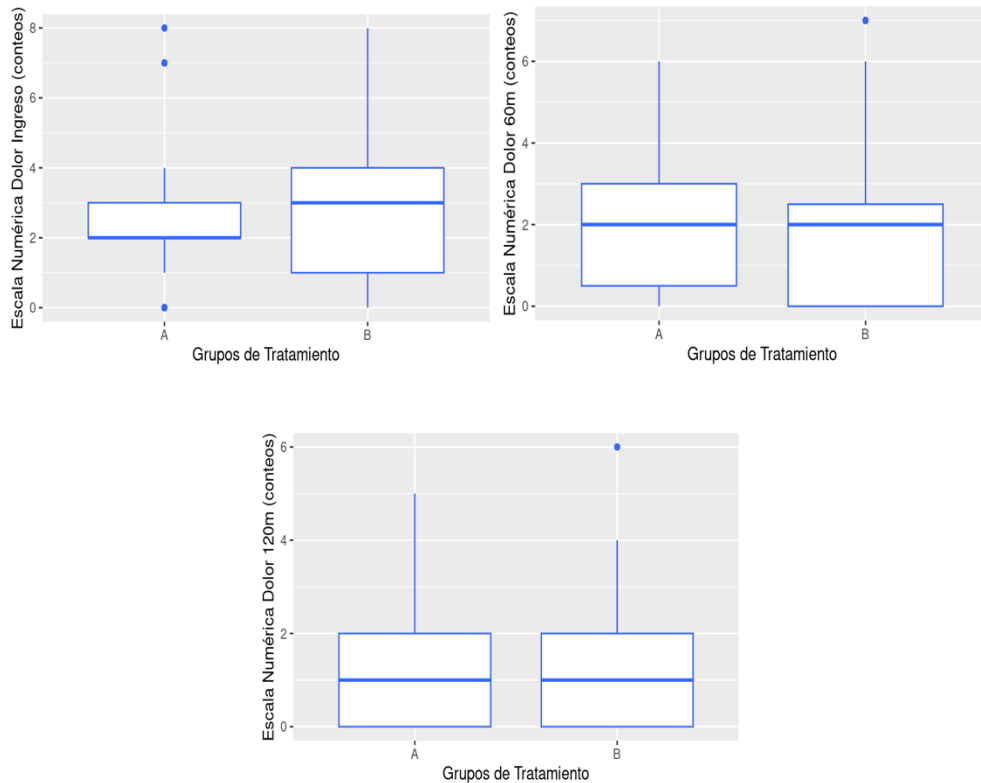 Escala Numérica Dolor Ingreso (conteos)
8
6
4
2
0
A
B
Grupos de Tratamiento
Escala Numérica Dolor 60m (conteos)
6
4
2
0
A
B
Grupos de Tratamiento
Escala Numérica Dolor 120m (conteos)
6
4
2
0
A
B
Grupos de Tratamiento